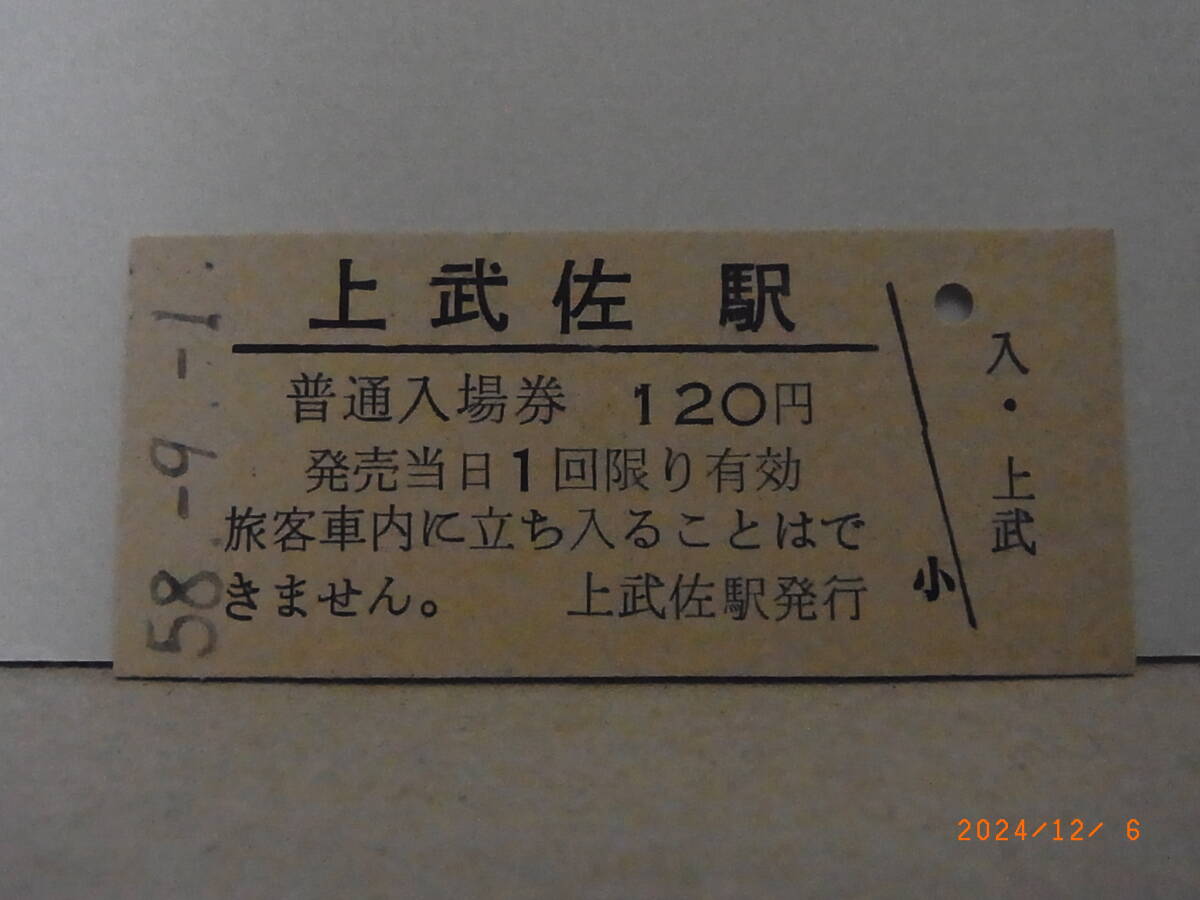 58.-9.-1.
上武佐駅
普通入場券 120円
発売当日1回限り有効
旅客車内に立ち入ることはで
きません。 上武佐駅発行
小
入・上武
2024/12/ 6